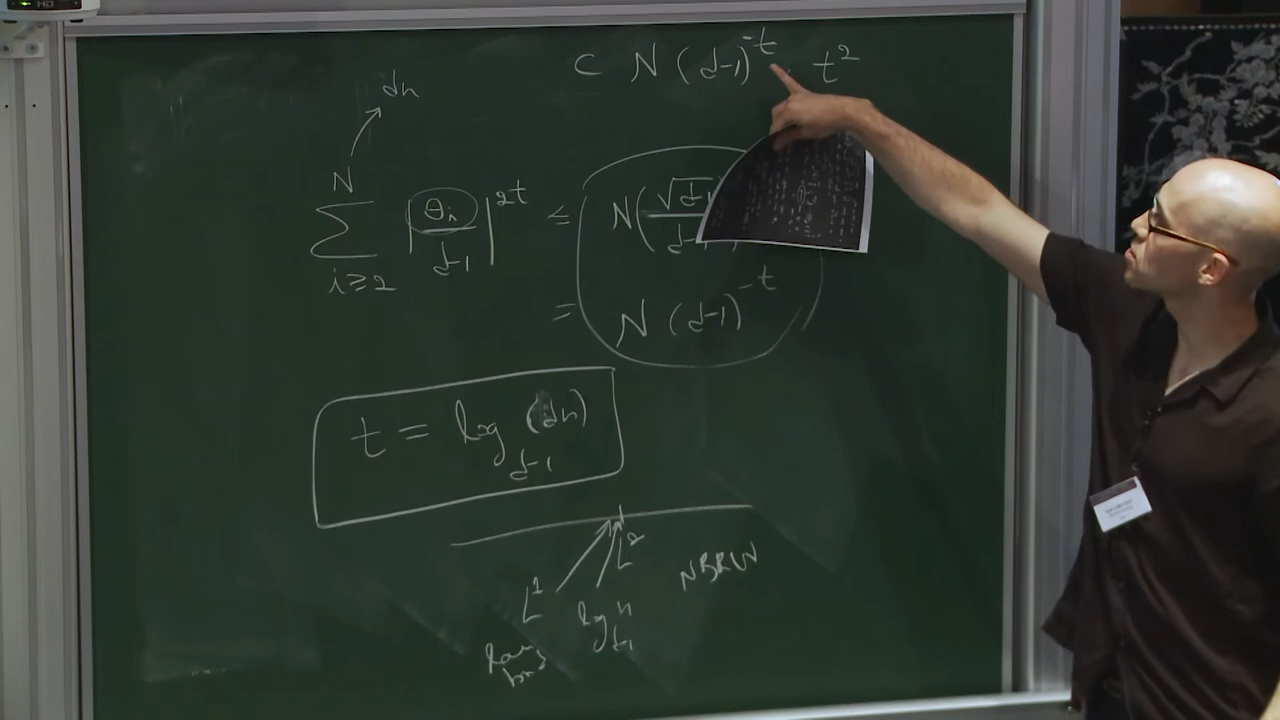 C N (d-1)^{-t} t^2
dn
N
∑ |θ_i / d-1|^{2t} ≤ N(√d-1 / d-1)
i≥2
= N (d-1)^{-t}
t = log_{d-1} (dn)
L^1 L^2 NBRW
log_{d-1} n